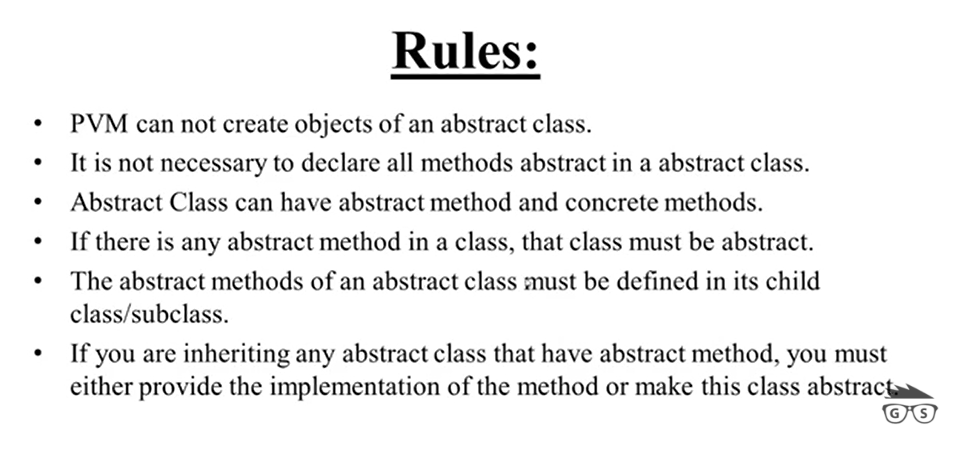 Rules:
• PVM can not create objects of an abstract class.
• It is not necessary to declare all methods abstract in a abstract class.
• Abstract Class can have abstract method and concrete methods.
• If there is any abstract method in a class, that class must be abstract.
• The abstract methods of an abstract class must be defined in its child
class/subclass.
• If you are inheriting any abstract class that have abstract method, you must
either provide the implementation of the method or make this class abstract.
G S